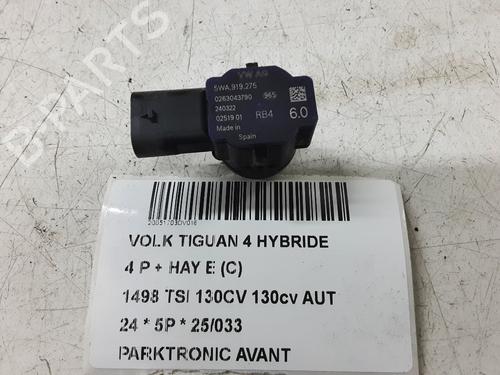 VW AG
5WA.919.275
0263043790 965
240322
02519 01 RB4 6.0
Made in
Spain
VOLK TIGUAN 4 HYBRIDE
4 P + HAY E (C)
1498 TSI 130CV 130cv AUT
24 * 5P * 25/033
PARKTRONIC AVANT
B-PARTS